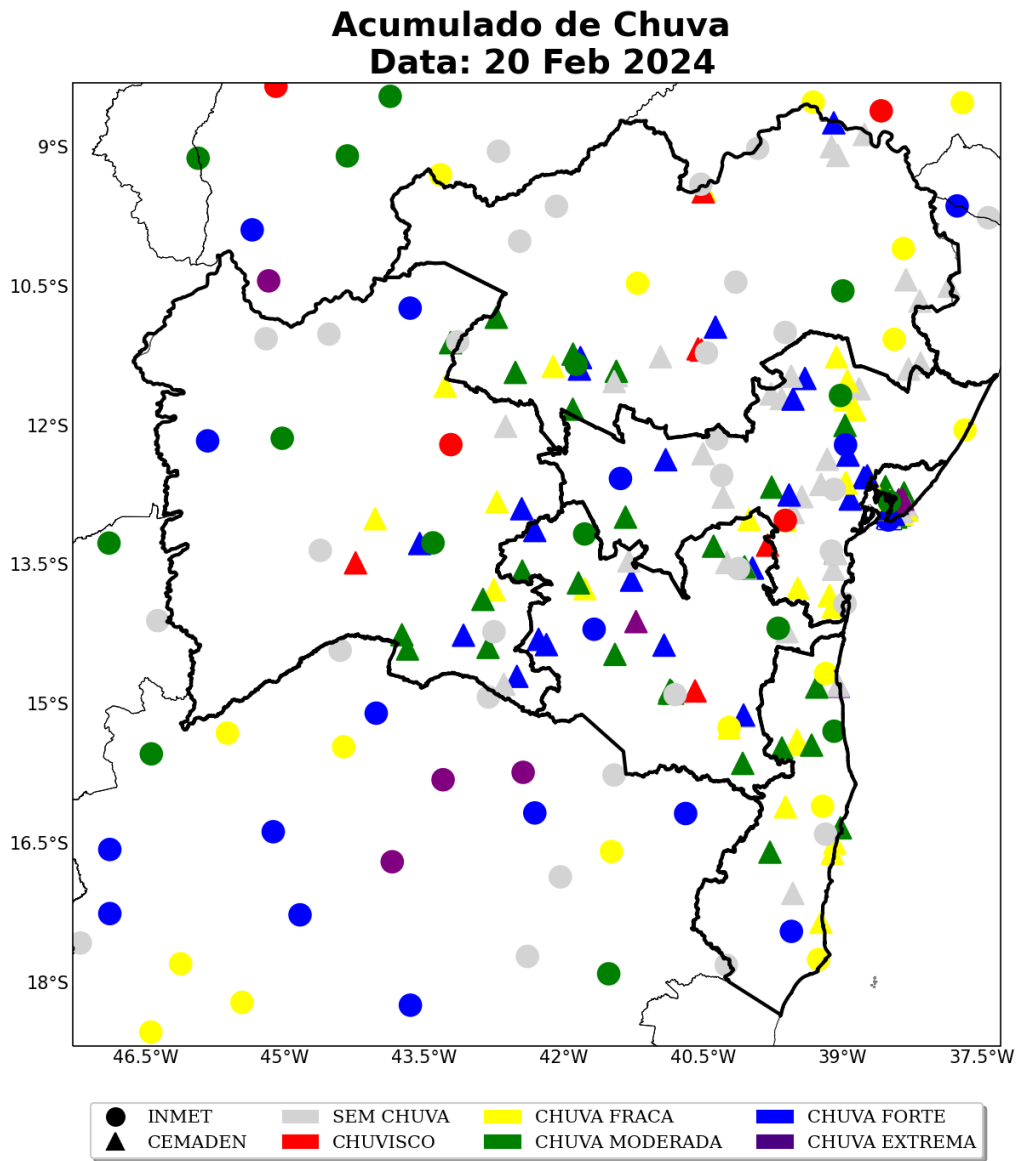 Acumulado de Chuva
Data: 20 Feb 2024
9°S
10.5°S
12°S
13.5°S
15°S
16.5°S
18°S
46.5°W 45°W 43.5°W 42°W 40.5°W 39°W 37.5°W
INMET SEM CHUVA CHUVA FRACA CHUVA FORTE
CEMADEN CHUVISCO CHUVA MODERADA CHUVA EXTREMA